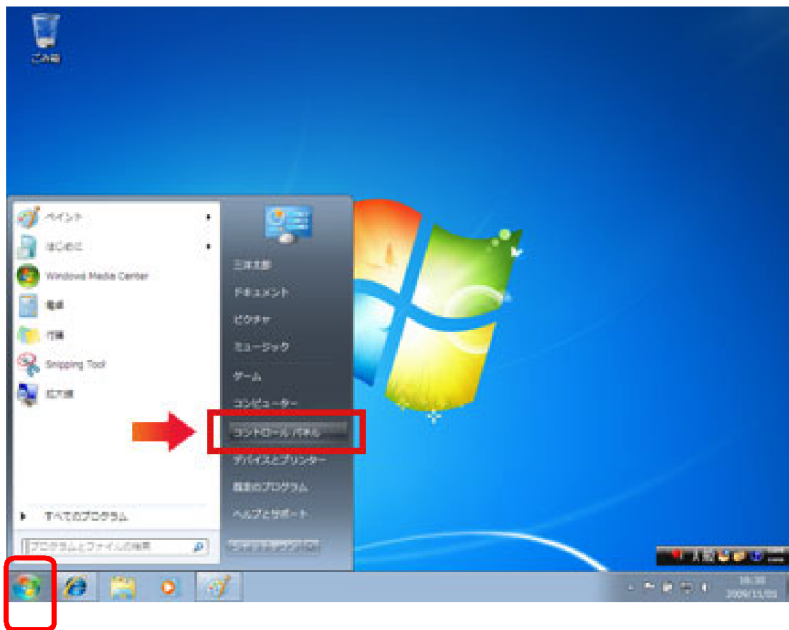 ごみ箱
ペイント
はじめに
Windows Media Center
電卓
付箋
Snipping Tool
拡大鏡
すべてのプログラム
プログラムとファイルの検索
三洋太郎
ドキュメント
ピクチャ
ミュージック
ゲーム
コンピューター
コントロール パネル
デバイスとプリンター
既定のプログラム
ヘルプとサポート
シャットダウン
A 般
2009/11/01